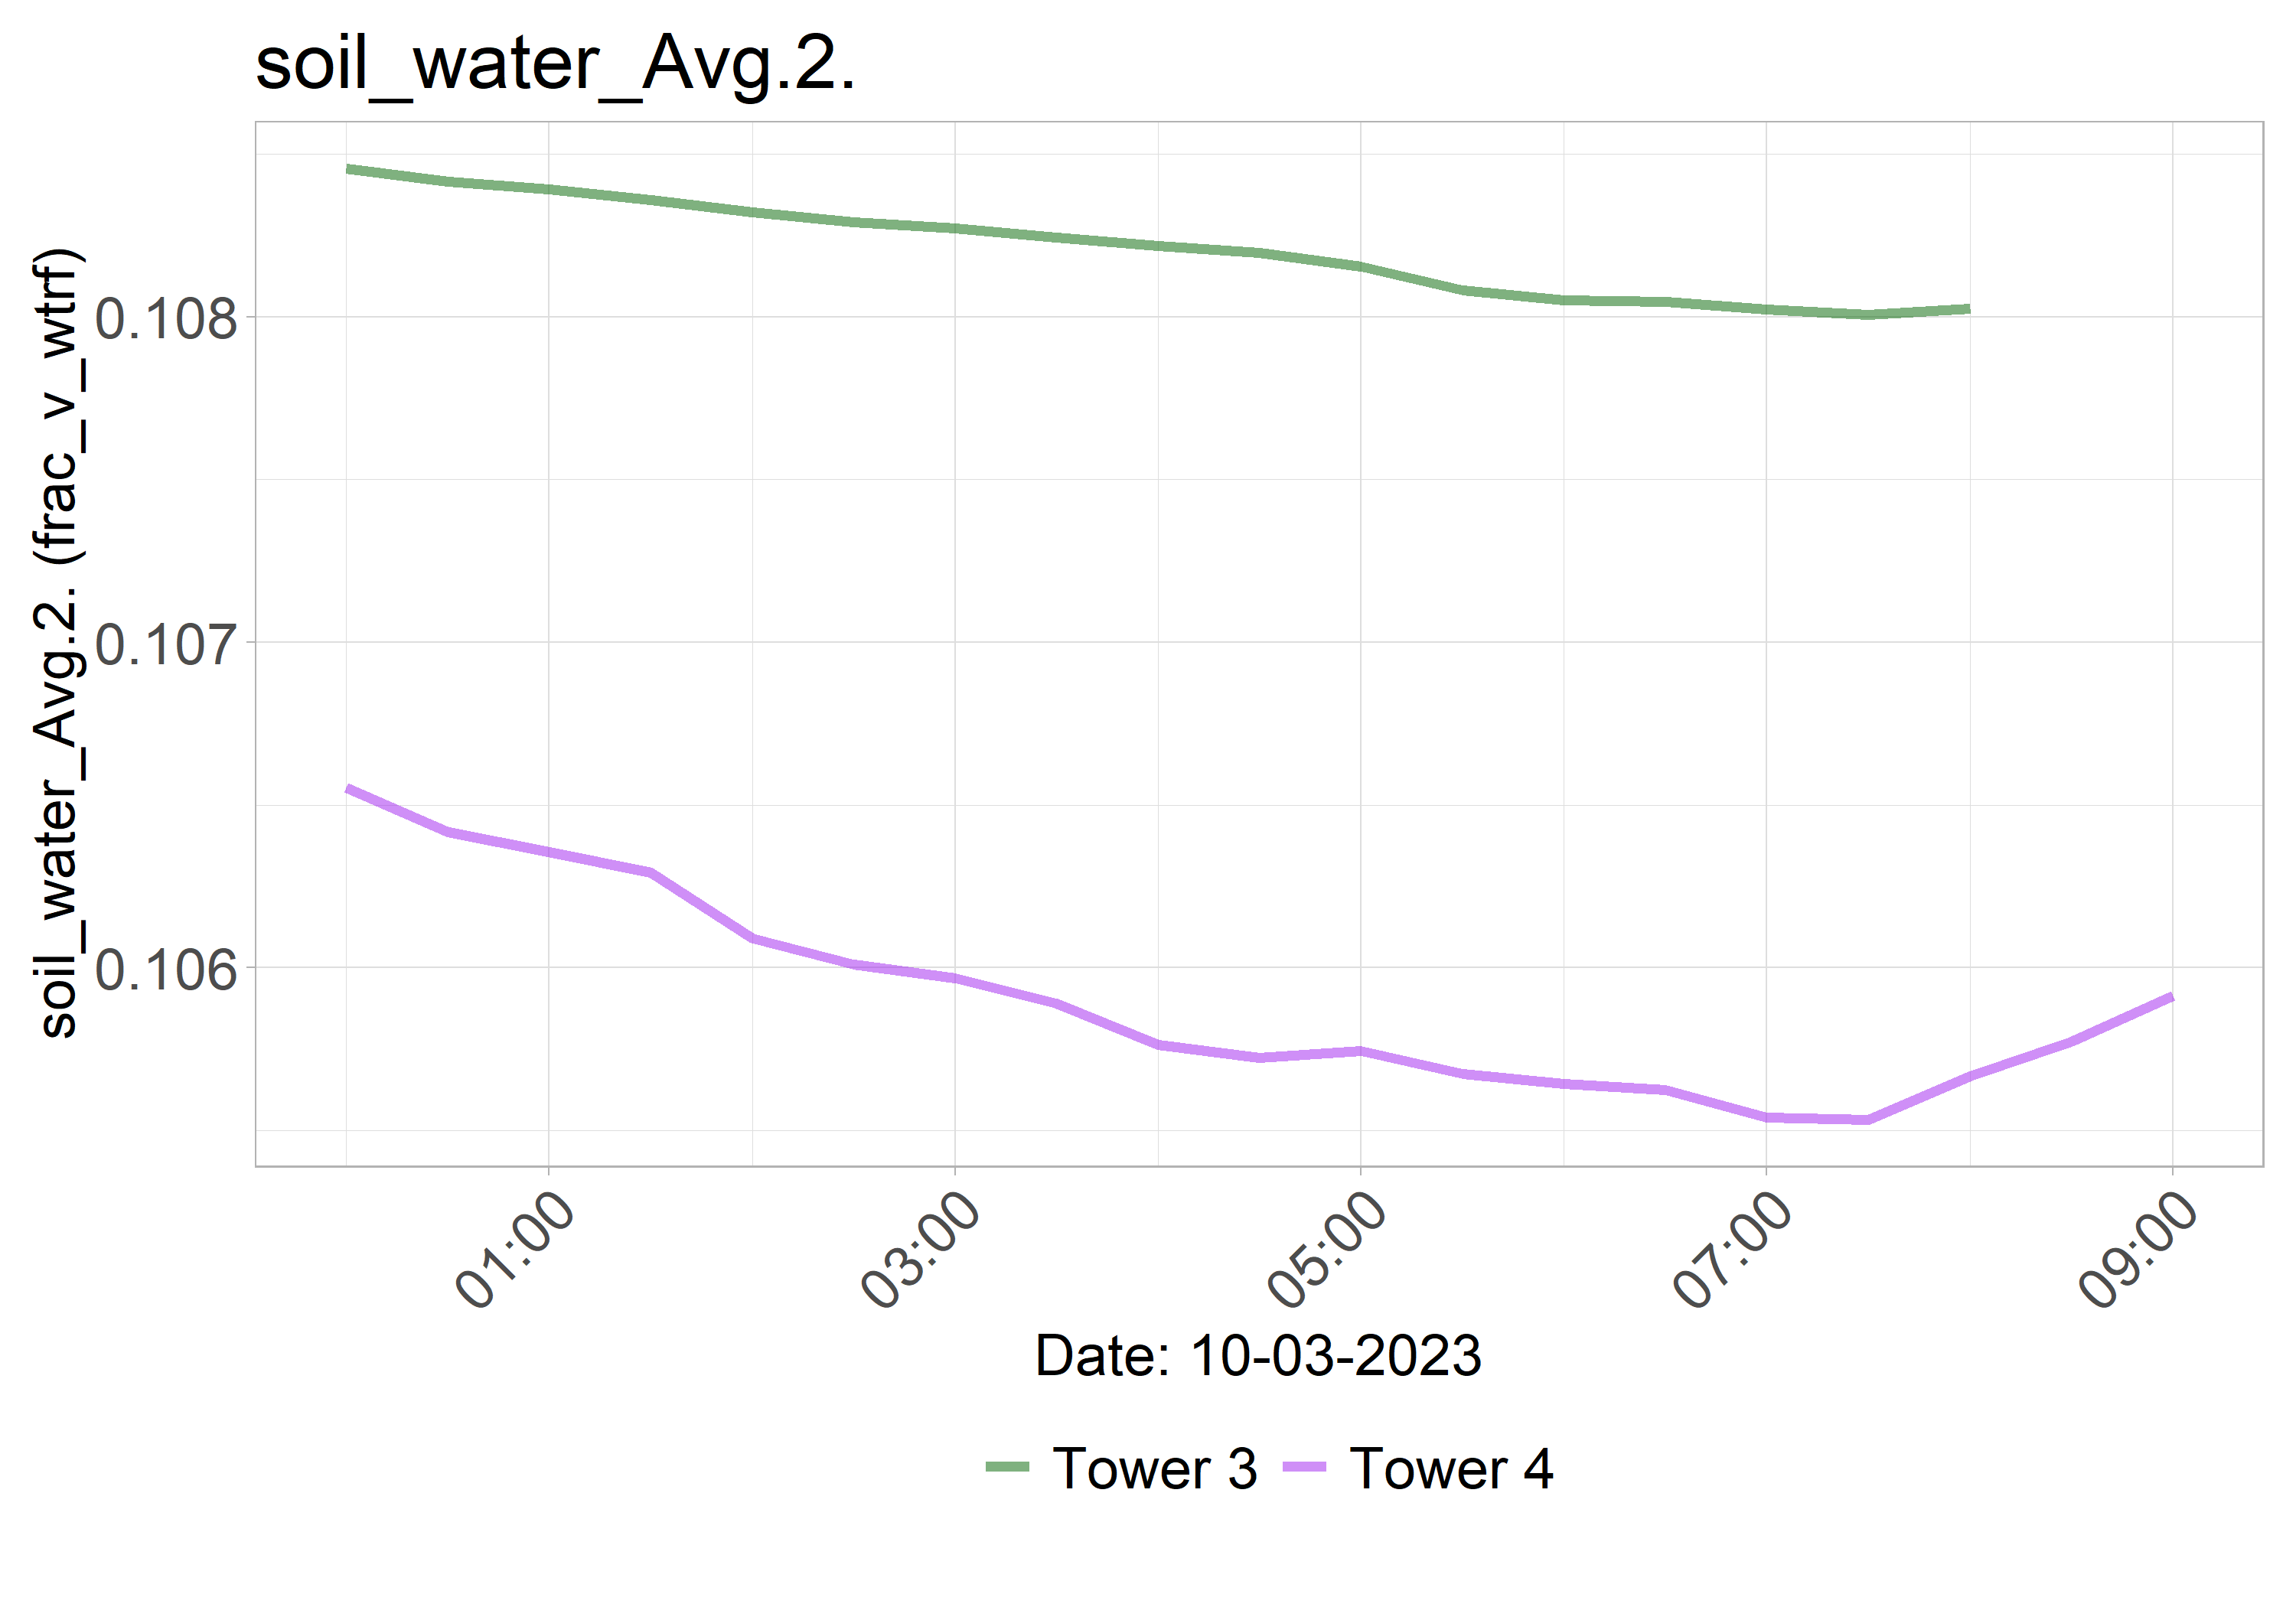 soil_water_Avg.2.
soil_water_Avg.2. (frac_v_wtrf)
0.108
0.107
0.106
01:00
03:00
05:00
07:00
09:00
Date: 10-03-2023
Tower 3
Tower 4